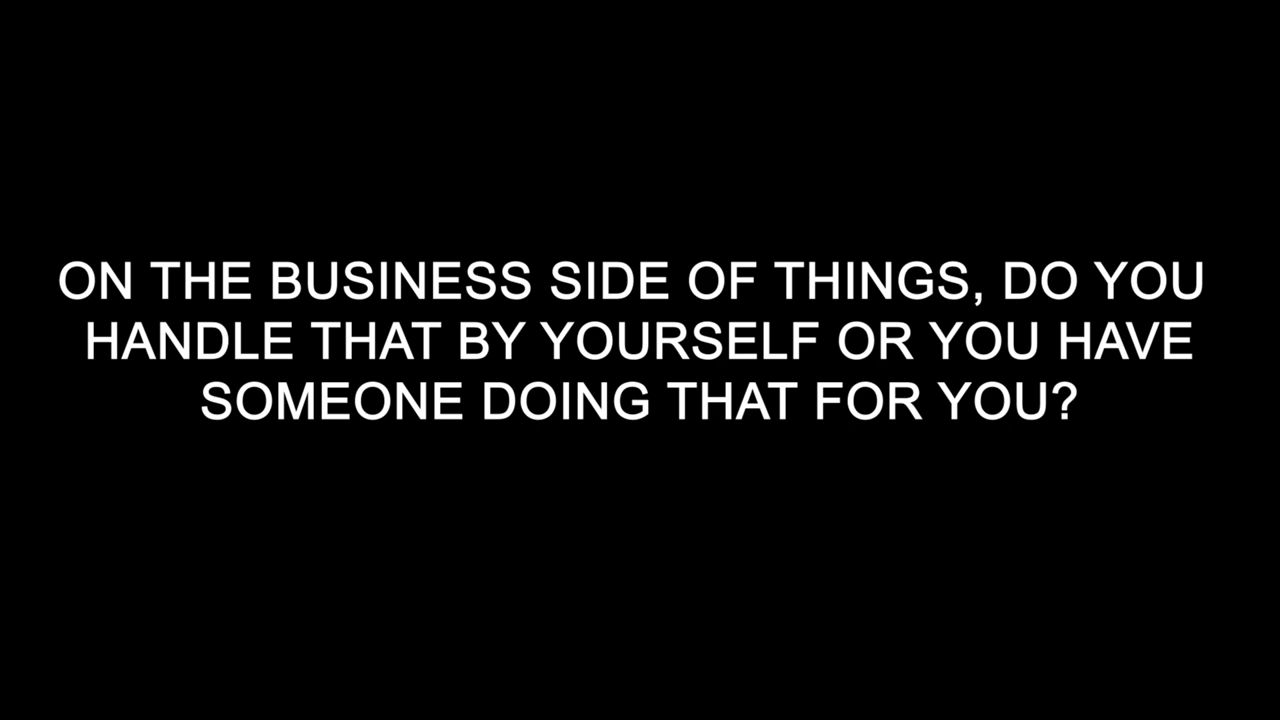 ON THE BUSINESS SIDE OF THINGS, DO YOU
HANDLE THAT BY YOURSELF OR YOU HAVE
SOMEONE DOING THAT FOR YOU?